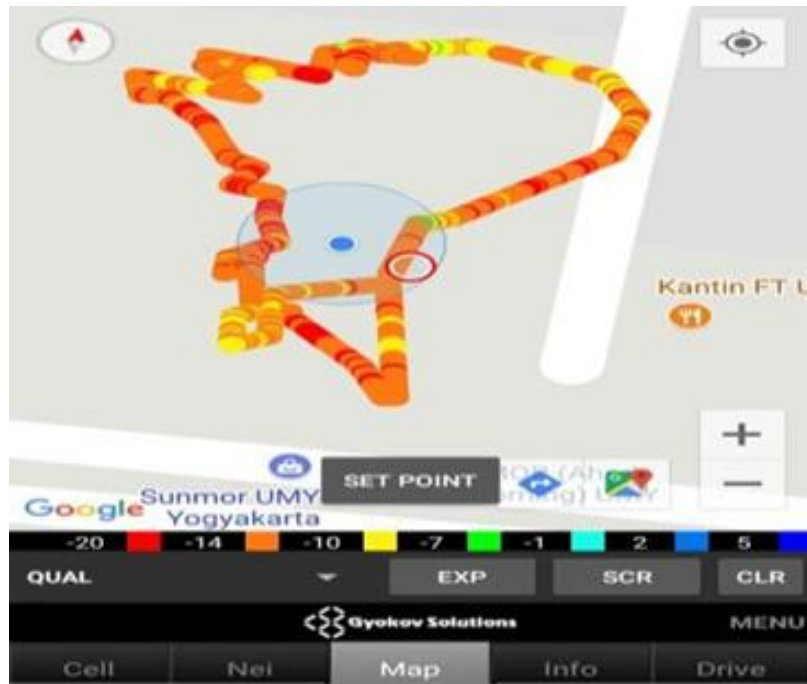 Kantin FT U
SET POINT
Sunmor UMY
Yogyakarta
Google
-20 -14 -10 -7 -1 2 5
QUAL EXP SCR CLR
Gyokov Solutions MENU
Cell Nei Map Info Drive